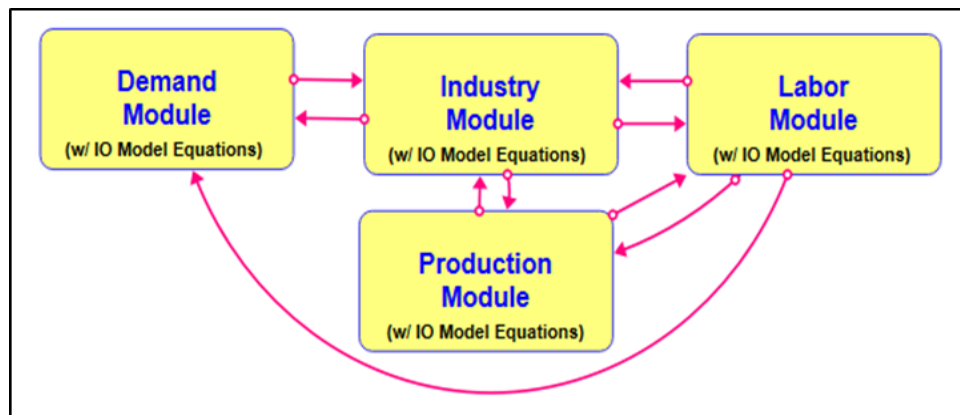 Demand
Module
(w/ IO Model Equations)
Industry
Module
(w/ IO Model Equations)
Labor
Module
(w/ IO Model Equations)
Production
Module
(w/ IO Model Equations)